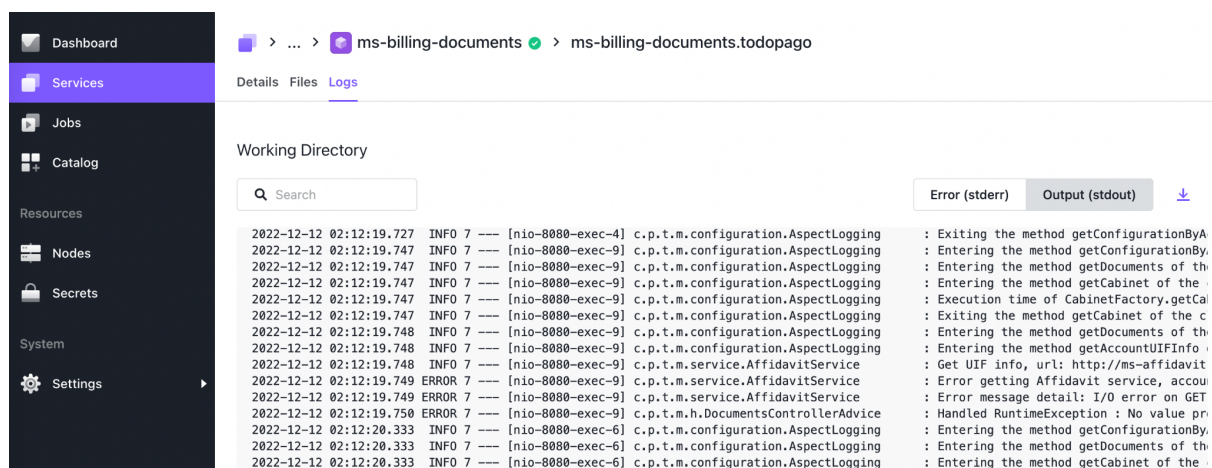 Dashboard
Services
Jobs
Catalog
Resources
Nodes
Secrets
System
Settings
> ... > ms-billing-documents > ms-billing-documents.todopago
Details Files Logs
Working Directory
Search
Error (stderr) Output (stdout)
2022-12-12 02:12:19.727 INFO 7 --- [nio-8080-exec-4] c.p.t.m.configuration.AspectLogging : Exiting the method
2022-12-12 02:12:19.747 INFO 7 --- [nio-8080-exec-9] c.p.t.m.configuration.AspectLogging : Entering the method
2022-12-12 02:12:19.747 INFO 7 --- [nio-8080-exec-9] c.p.t.m.configuration.AspectLogging : Entering the method getDocuments of
2022-12-12 02:12:19.747 INFO 7 --- [nio-8080-exec-9] c.p.t.m.configuration.AspectLogging : Entering the method getCabinet of the
2022-12-12 02:12:19.747 INFO 7 --- [nio-8080-exec-9] c.p.t.m.configuration.AspectLogging : Execution time of
2022-12-12 02:12:19.747 INFO 7 --- [nio-8080-exec-9] c.p.t.m.configuration.AspectLogging : Exiting the method getCabinet of the c
2022-12-12 02:12:19.748 INFO 7 --- [nio-8080-exec-9] c.p.t.m.configuration.AspectLogging : Entering the method getDocuments of
2022-12-12 02:12:19.748 INFO 7 --- [nio-8080-exec-9] c.p.t.m.configuration.AspectLogging : Entering the method getAccountUIFInfo
2022-12-12 02:12:19.748 INFO 7 --- [nio-8080-exec-9] c.p.t.m.service.AffidavitService : Get UIF info, url: http://ms-affidavit
2022-12-12 02:12:19.749 ERROR 7 --- [nio-8080-exec-9] c.p.t.m.service.AffidavitService : Error getting Affidavit service,
2022-12-12 02:12:19.749 ERROR 7 --- [nio-8080-exec-9] c.p.t.m.service.AffidavitService : Error message detail: I/O error on GET
2022-12-12 02:12:19.750 ERROR 7 --- [nio-8080-exec-9] c.p.t.m.h.DocumentsControllerAdvice : Handled RuntimeException : No value
2022-12-12 02:12:20.333 INFO 7 --- [nio-8080-exec-6] c.p.t.m.configuration.AspectLogging : Entering the method
2022-12-12 02:12:20.333 INFO 7 --- [nio-8080-exec-6] c.p.t.m.configuration.AspectLogging : Entering the method getDocuments of
2022-12-12 02:12:20.333 INFO 7 --- [nio-8080-exec-6] c.p.t.m.configuration.AspectLogging : Entering the method getCabinet of the